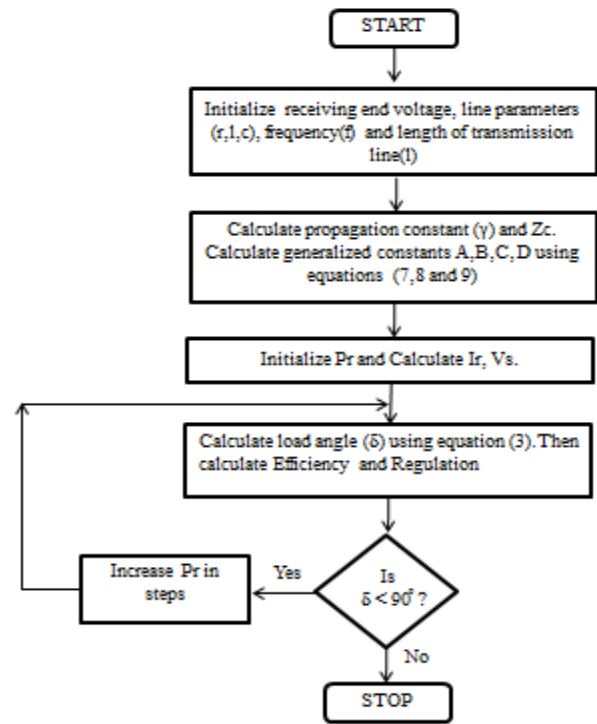 START
Initialize receiving end voltage, line parameters
(r,l,c), frequency(f) and length of transmission
line(l)
Calculate propagation constant (γ) and Zc.
Calculate generalized constants A,B,C,D using
equations (7,8 and 9)
Initialize Pr and Calculate Ir, Vs.
Calculate load angle (δ) using equation (3).Then
calculate Efficiency and Regulation
Is
δ < 90° ?
Yes
Increase Pr in
steps
No
STOP